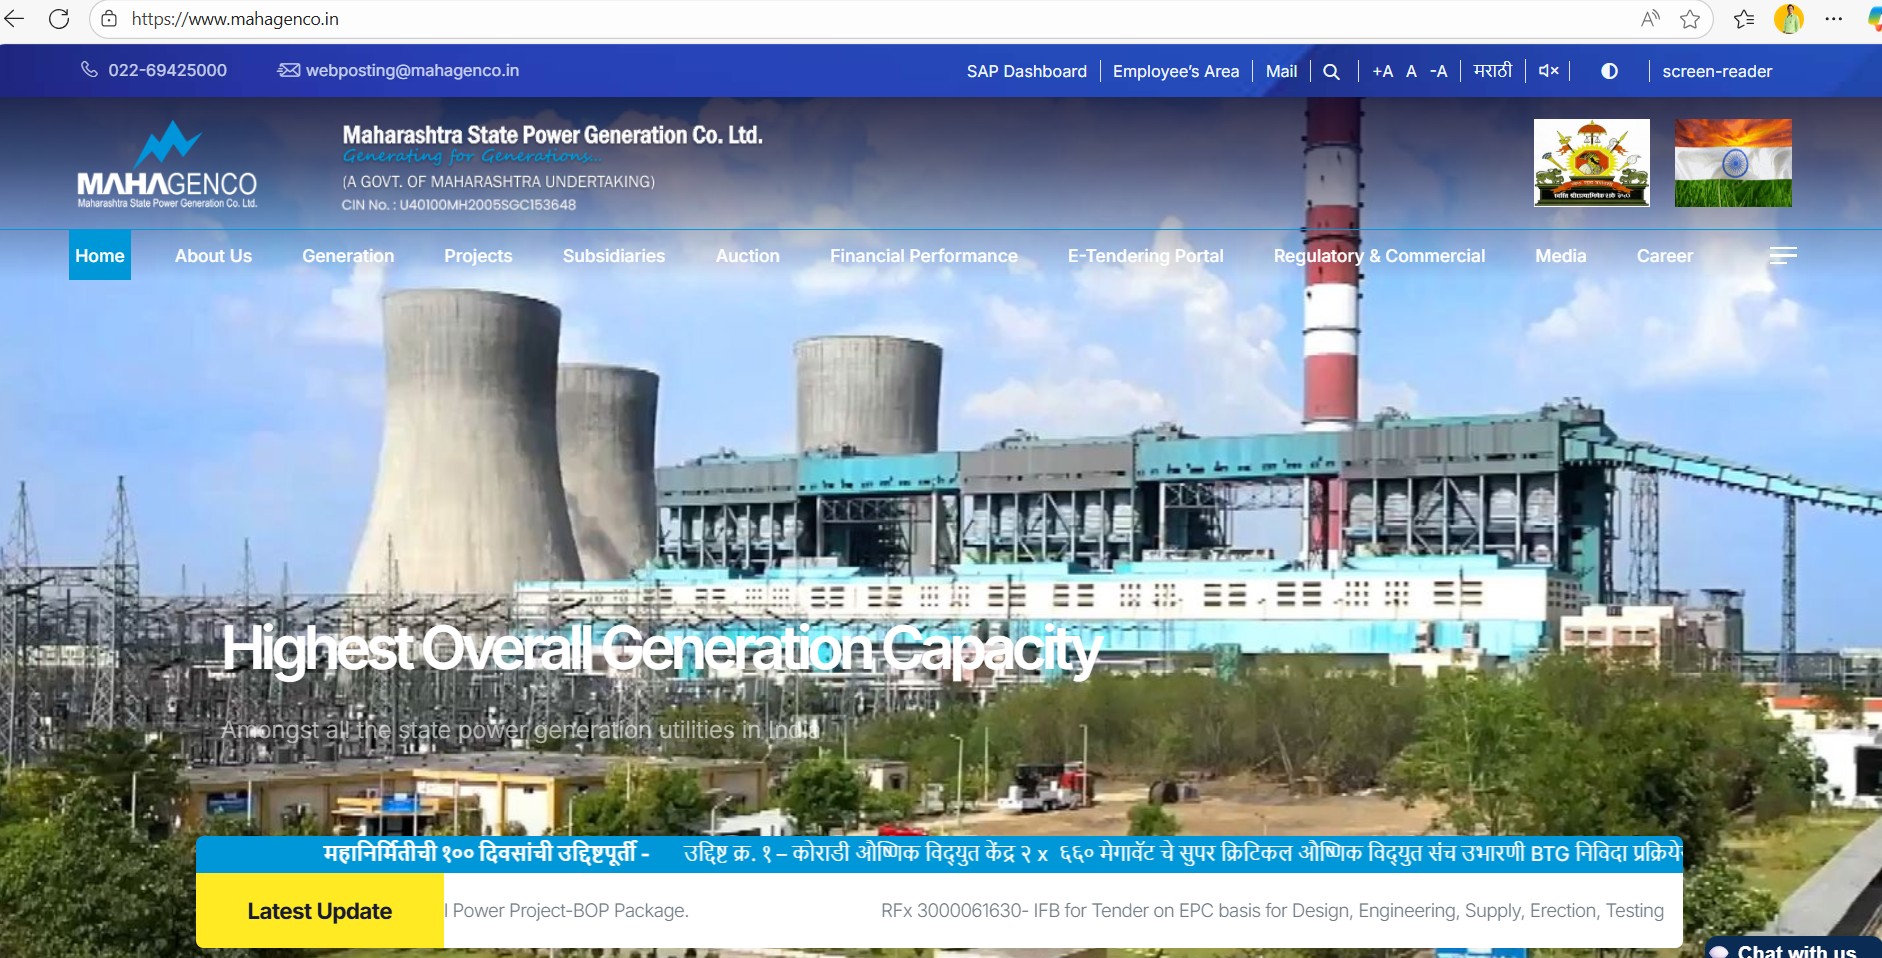 https://www.mahagenco.in
022-69425000 webposting@mahagenco.in SAP Dashboard Employee's Area Mail +A A -A मराठी screen-reader
MAHAGENCO
Maharashtra State Power Generation Co. Ltd.
Maharashtra State Power Generation Co. Ltd.
Generating for Generations...
(A GOVT. OF MAHARASHTRA UNDERTAKING)
CIN No. : U40100MH2005SGC153648
Home About Us Generation Projects Subsidiaries Auction Financial Performance E-Tendering Portal Regulatory & Commercial Media Career
Highest Overall Generation Capacity
Amongst all the state power generation utilities in India
महानिर्मितीची १०० दिवसांची उद्दिष्टपूर्ती - उद्दिष्ट क्र. १ – कोराडी औष्णिक विद्युत केंद्र २ x ६६० मेगावॅट चे सुपर क्रिटिकल औष्णिक विद्युत संच उभारणी BTG निविदा
Latest Update l Power Project-BOP Package. RFx 3000061630- IFB for Tender on EPC basis for Design, Engineering, Supply, Erection, Testing
Chat with us